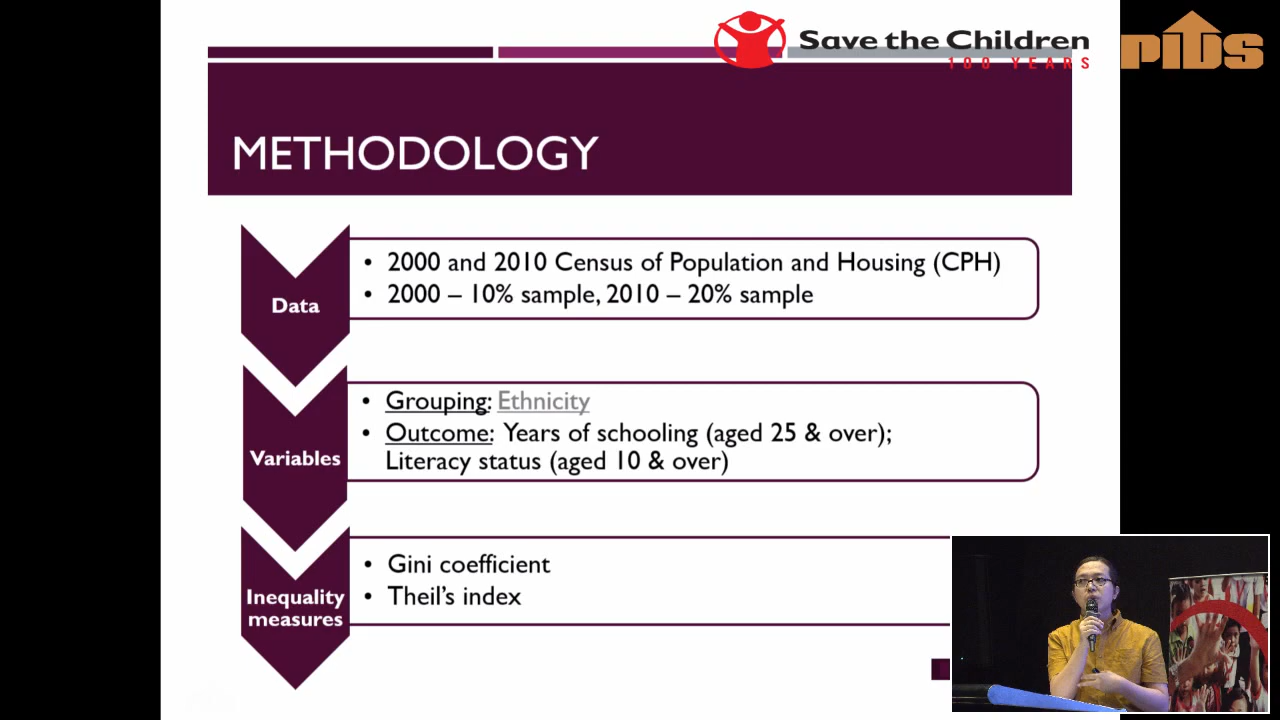 Save the Children
100 YEARS
PIDS
METHODOLOGY
Data
• 2000 and 2010 Census of Population and Housing (CPH)
• 2000 – 10% sample, 2010 – 20% sample
Variables
• Grouping: Ethnicity
• Outcome: Years of schooling (aged 25 & over);
Literacy status (aged 10 & over)
Inequality
measures
• Gini coefficient
• Theil's index